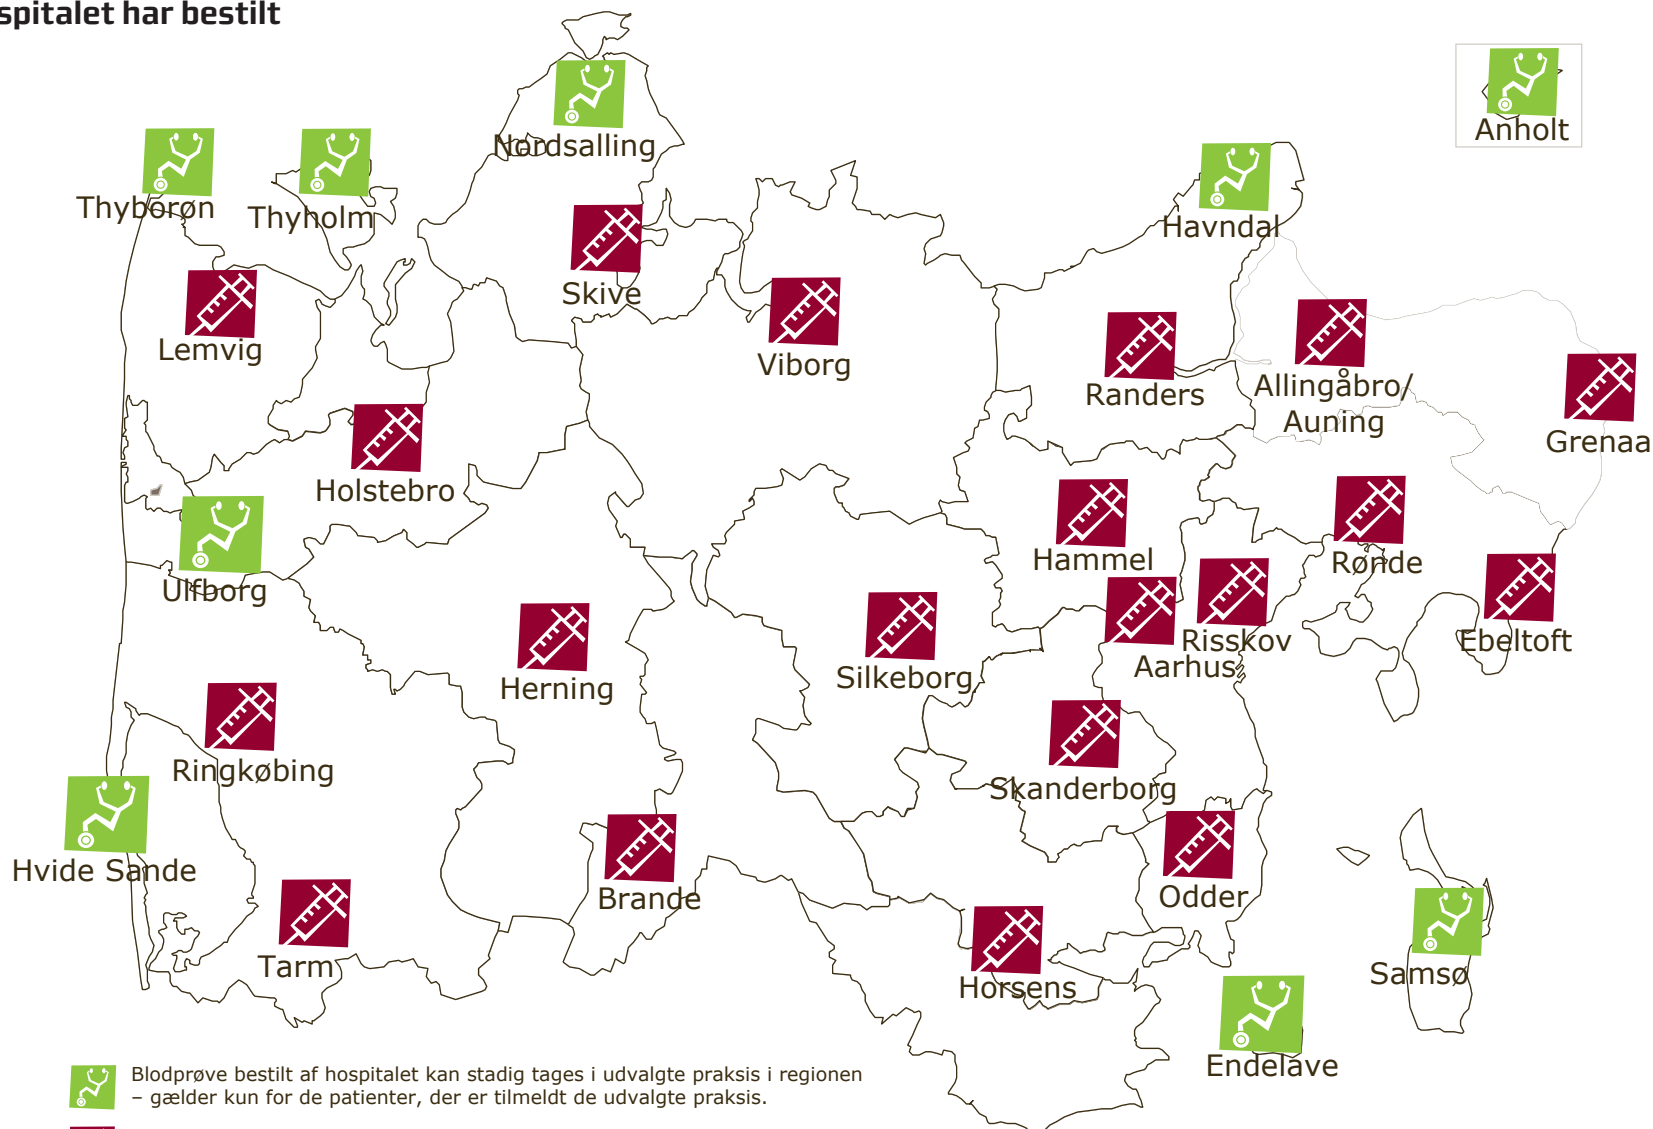 spitalet har bestilt
Anholt
Nordsalling
Thyborøn
Thyholm
Havndal
Skive
Lemvig
Viborg
Randers
Allingåbro/
Auning
Grenaa
Holstebro
Hammel
Rønde
Ulfborg
Risskov
Ebeltoft
Aarhus
Silkeborg
Herning
Ringkøbing
Skanderborg
Hvide Sande
Brande
Odder
Tarm
Samsø
Horsens
Endelave
Blodprøve bestilt af hospitalet kan stadig tages i udvalgte praksis i regionen
– gælder kun for de patienter, der er tilmeldt de udvalgte praksis.